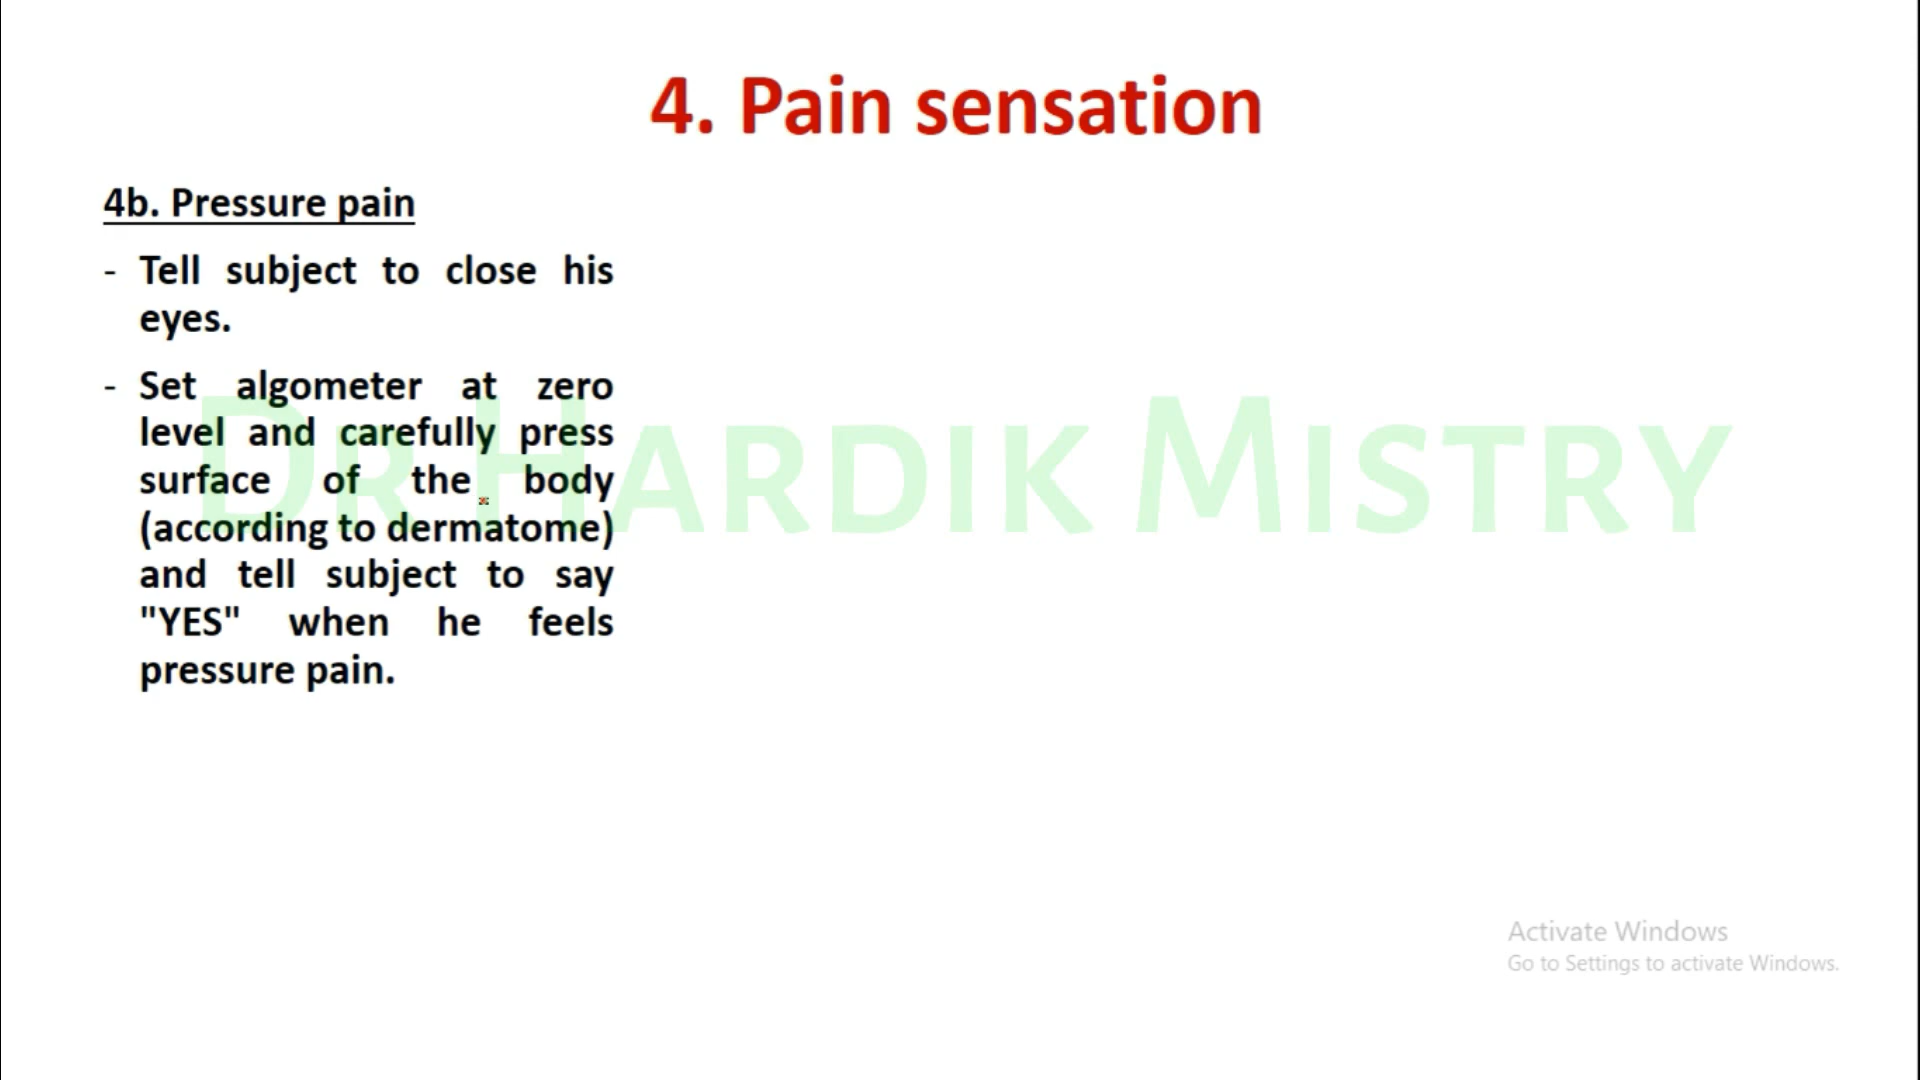 4. Pain sensation
4b. Pressure pain
- Tell subject to close his
eyes.
- Set algometer at zero
level and carefully press
surface of the body
(according to dermatome)
and tell subject to say
"YES" when he feels
pressure pain.
DR HARDIK MISTRY
Activate Windows
Go to Settings to activate Windows.